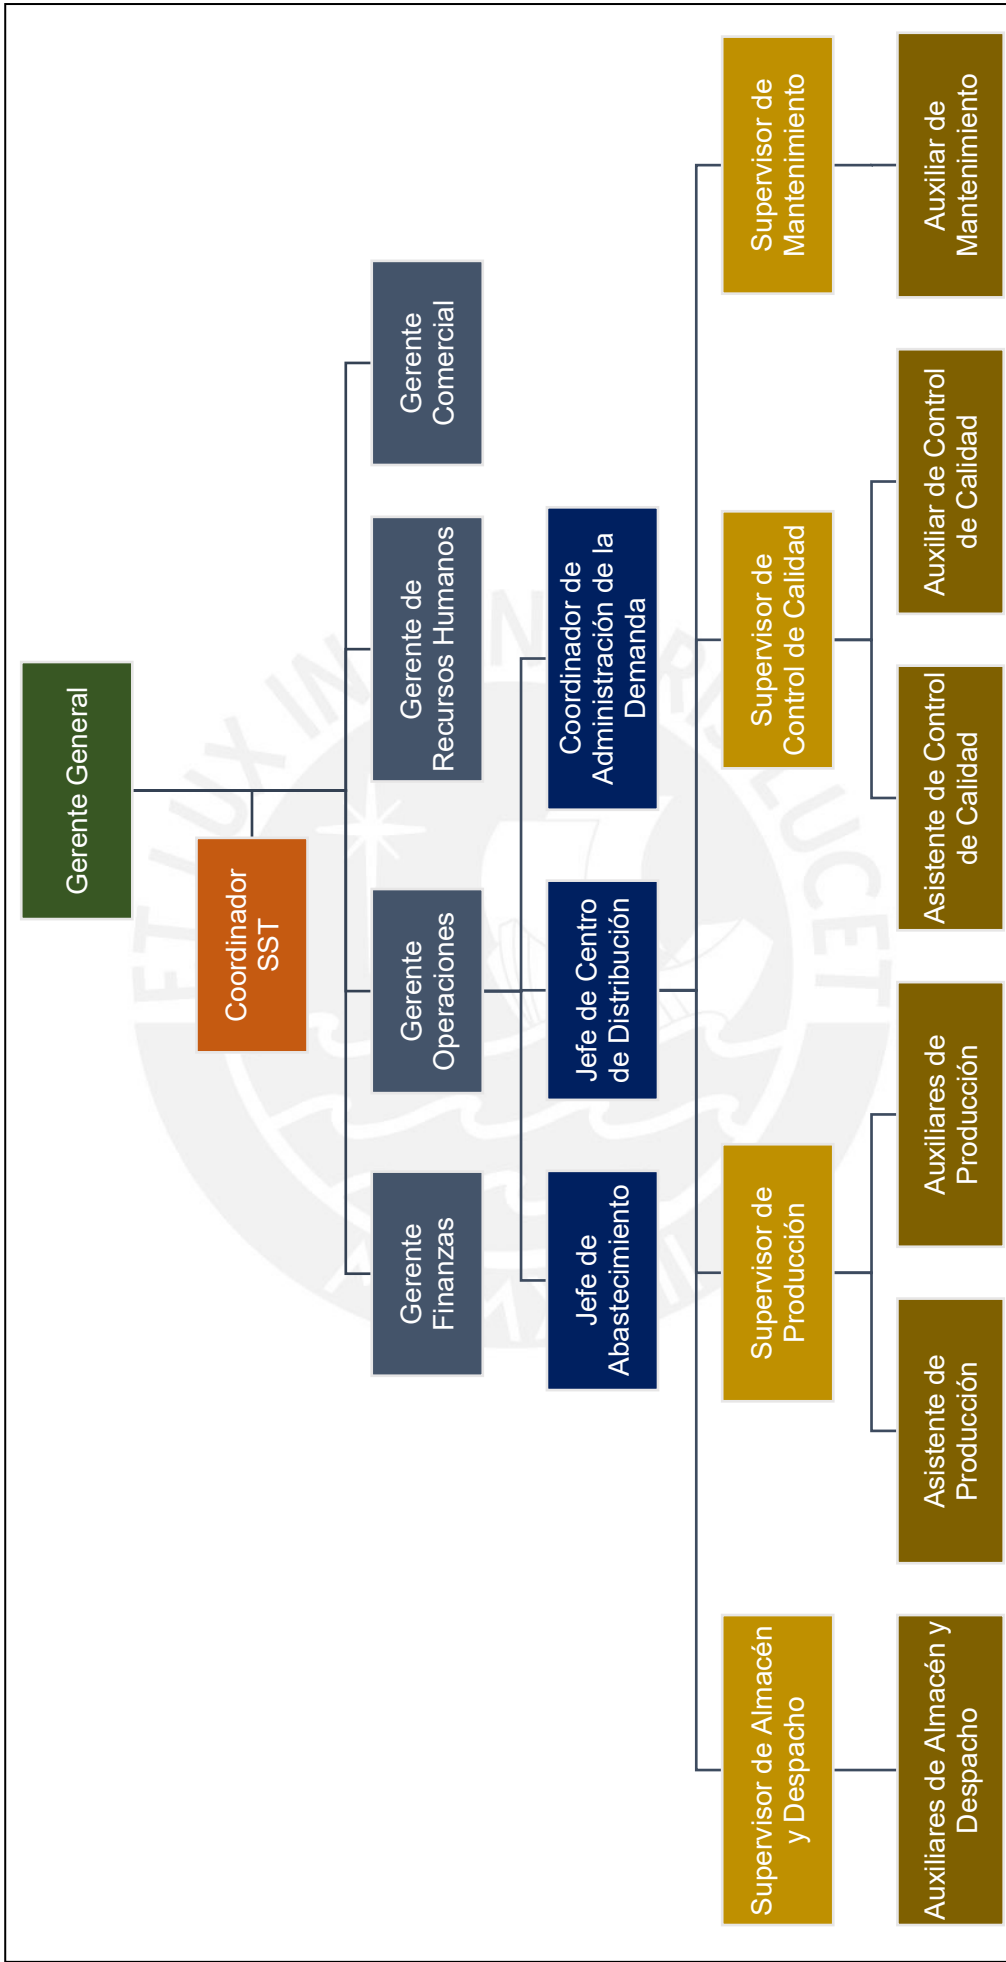 Gerente General
Coordinador
SST
Gerente
Finanzas
Gerente
Operaciones
Gerente de
Recursos Humanos
Gerente
Comercial
Jefe de
Abastecimiento
Jefe de Centro
de Distribución
Coordinador de
Administración de la
Demanda
Supervisor de Almacén
y Despacho
Supervisor de
Producción
Supervisor de
Control de Calidad
Supervisor de
Mantenimiento
Auxiliares de Almacén y
Despacho
Asistente de
Producción
Auxiliares de
Producción
Asistente de Control
de Calidad
Auxiliar de Control
de Calidad
Auxiliar de
Mantenimiento